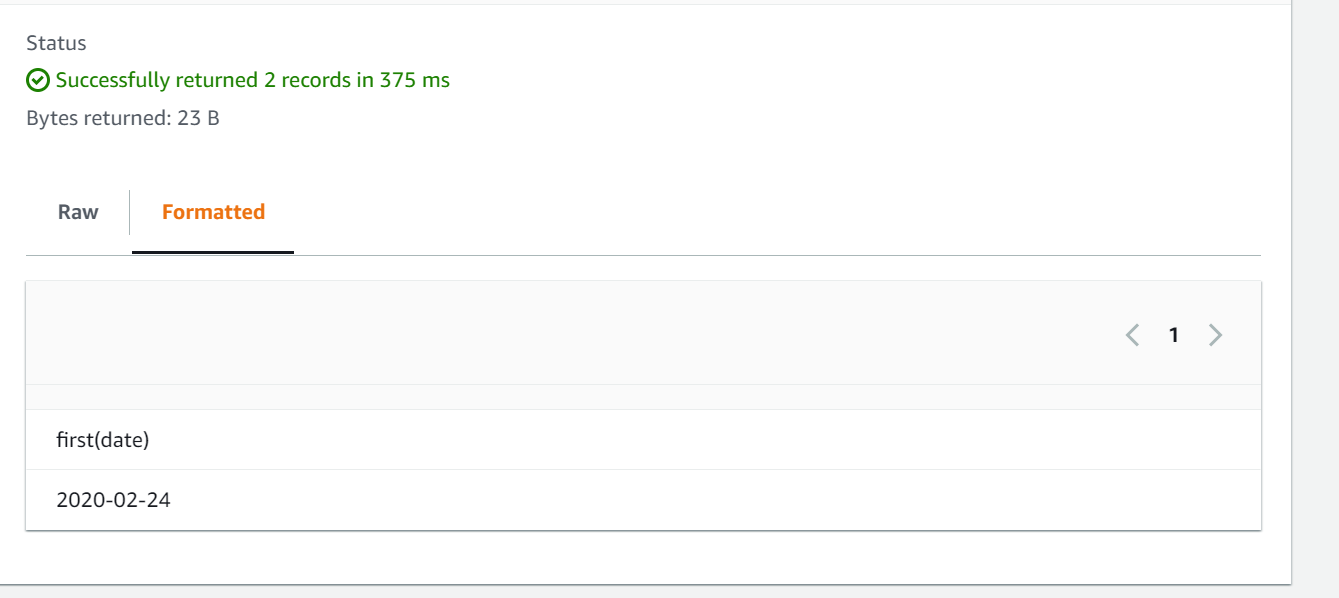 Status
Successfully returned 2 records in 375 ms
Bytes returned: 23 B
Raw Formatted
1
first(date)
2020-02-24